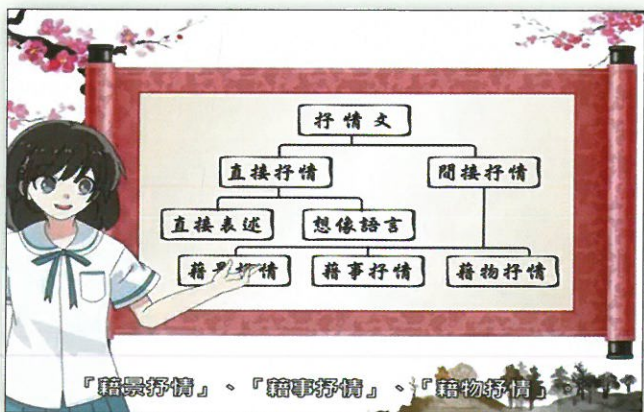 抒情文
直接抒情 間接抒情
直接表述 想像語言
藉景抒情 藉事抒情 藉物抒情
「藉景抒情」、「藉事抒情」、「藉物抒情」。